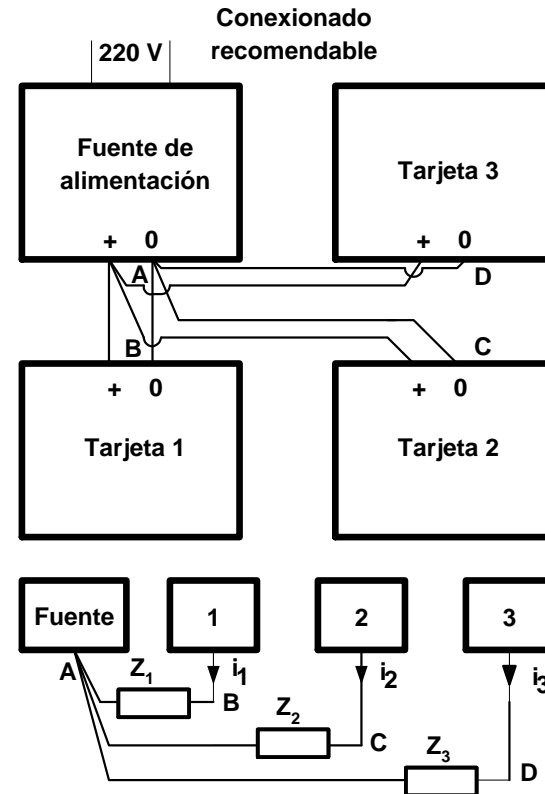 Conexionado
recomendable
220 V
Fuente de
alimentación
+ 0
Tarjeta 3
+ 0
A
D
B
C
+ 0
Tarjeta 1
+ 0
Tarjeta 2
Fuente
1
2
3
A
Z1
i1
B
Z2
i2
C
Z3
i3
D